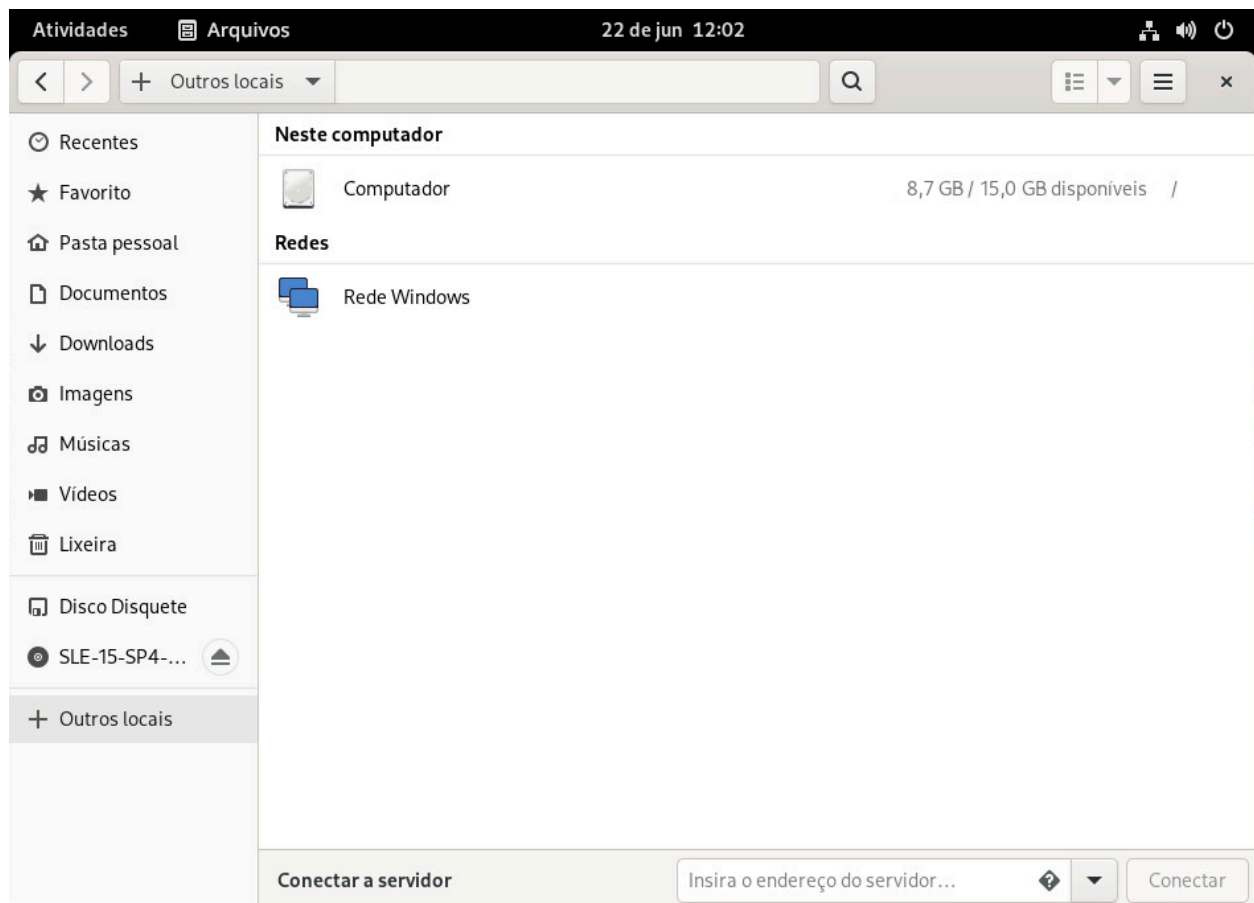 Atividades Arquivos 22 de jun 12:02
Outros locais
Recentes
Favorito
Pasta pessoal
Documentos
Downloads
Imagens
Músicas
Vídeos
Lixeira
Disco Disquete
SLE-15-SP4-...
Outros locais
Neste computador
Computador 8,7 GB / 15,0 GB disponíveis /
Redes
Rede Windows
Conectar a servidor Insira o endereço do servidor... Conectar